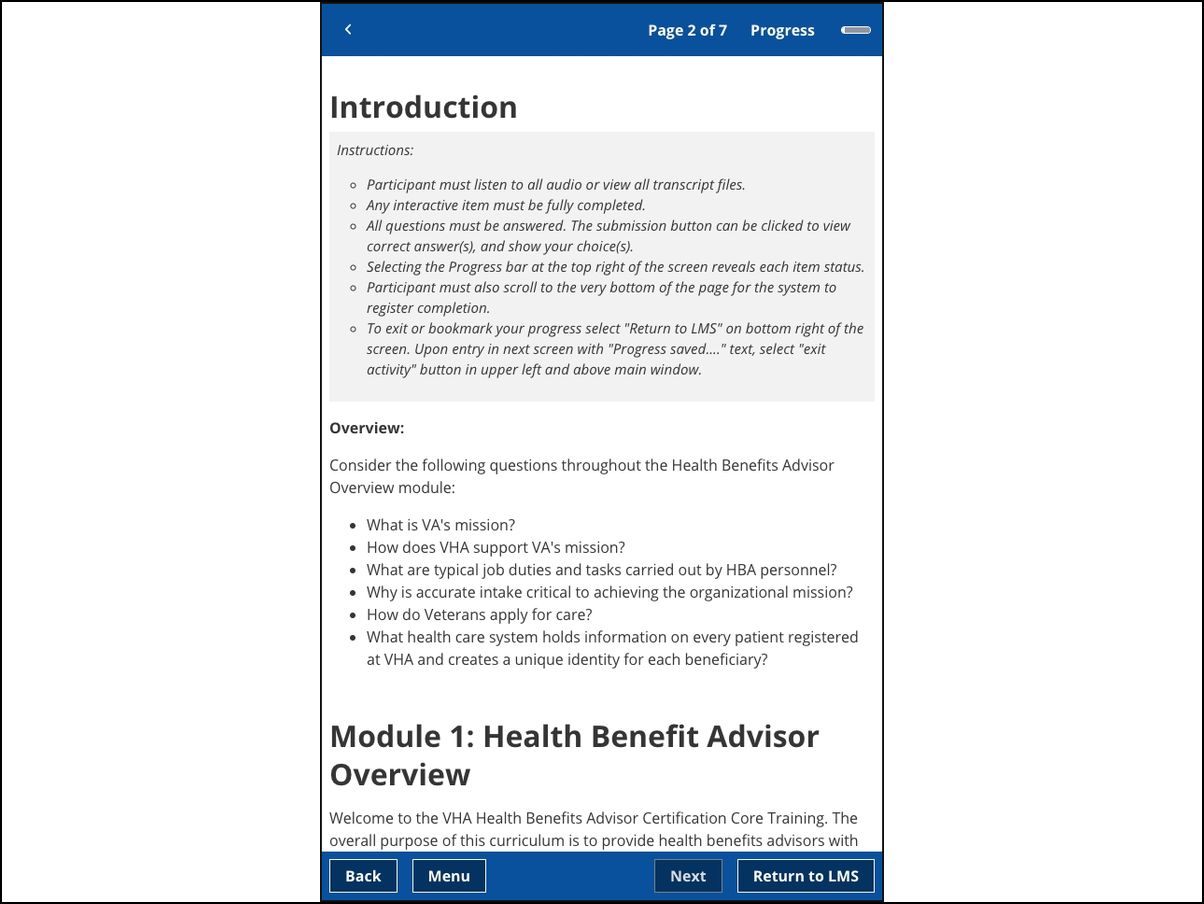 Page 2 of 7 Progress
Introduction
Instructions:
Participant must listen to all audio or view all transcript files.
Any interactive item must be fully completed.
All questions must be answered. The submission button can be clicked to view
correct answer(s), and show your choice(s).
Selecting the Progress bar at the top right of the screen reveals each item status.
Participant must also scroll to the very bottom of the page for the system to
register completion.
To exit or bookmark your progress select "Return to LMS" on bottom right of the
screen. Upon entry in next screen with "Progress saved...." text, select "exit
activity" button in upper left and above main window.
Overview:
Consider the following questions throughout the Health Benefits Advisor
Overview module:
What is VA's mission?
How does VHA support VA's mission?
What are typical job duties and tasks carried out by HBA personnel?
Why is accurate intake critical to achieving the organizational mission?
How do Veterans apply for care?
What health care system holds information on every patient registered
at VHA and creates a unique identity for each beneficiary?
Module 1: Health Benefit Advisor
Overview
Welcome to the VHA Health Benefits Advisor Certification Core Training. The
overall purpose of this curriculum is to provide health benefits advisors with
Back Menu Next Return to LMS